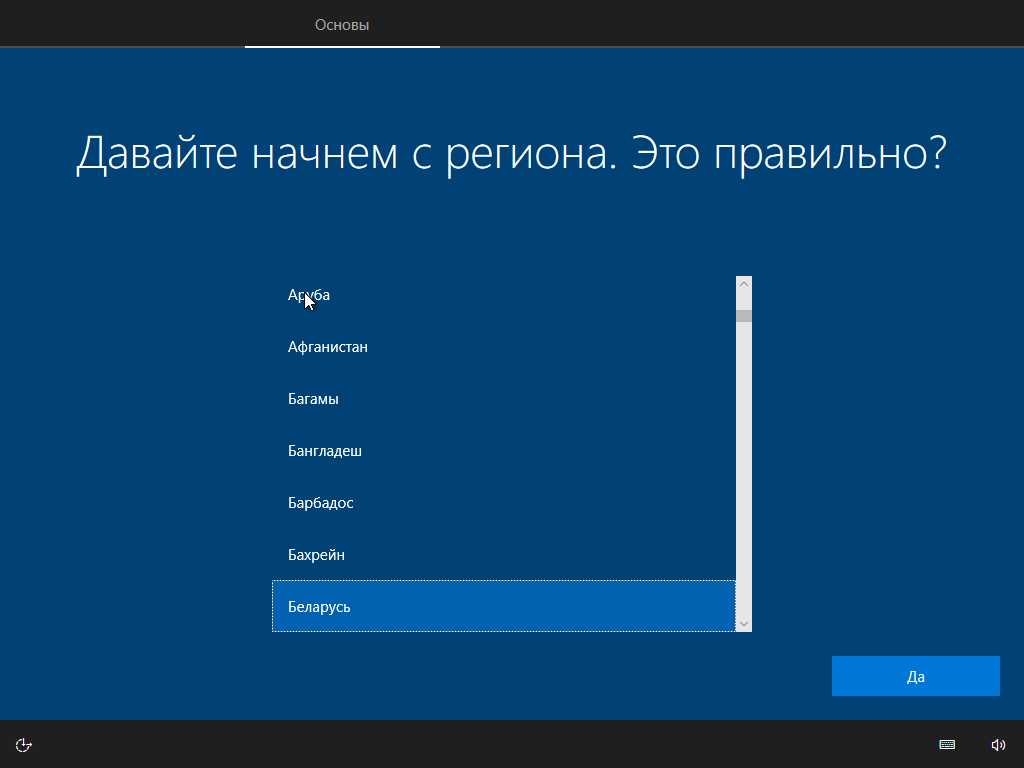 Основы
Давайте начнем с региона. Это правильно?
Аруба
Афганистан
Багамы
Бангладеш
Барбадос
Бахрейн
Беларусь
Да